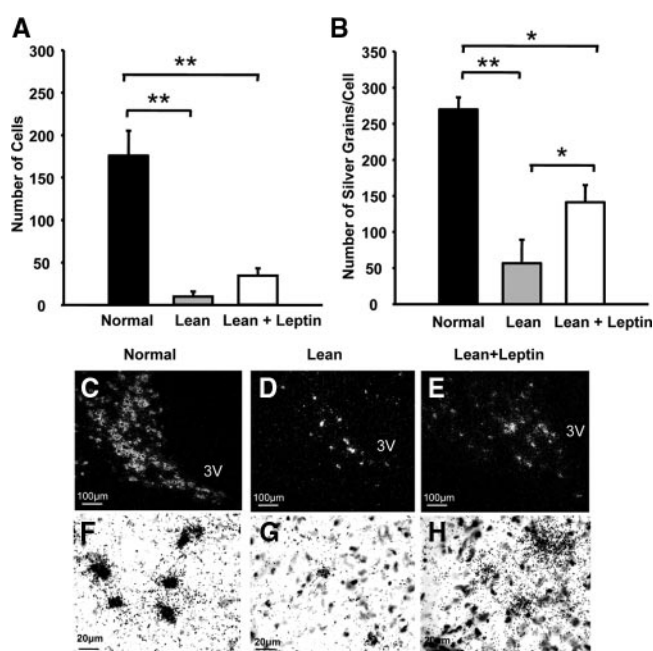 A
B
300
250
200
150
100
50
0
Number of Cells
**
**
Normal Lean Lean + Leptin
350
300
250
200
150
100
50
0
Number of Silver Grains/Cell
*
**
*
Normal Lean Lean + Leptin
Normal Lean Lean+Leptin
C D E
3V 3V 3V
100µm 100µm 100µm
F G H
20µm 20µm 20µm